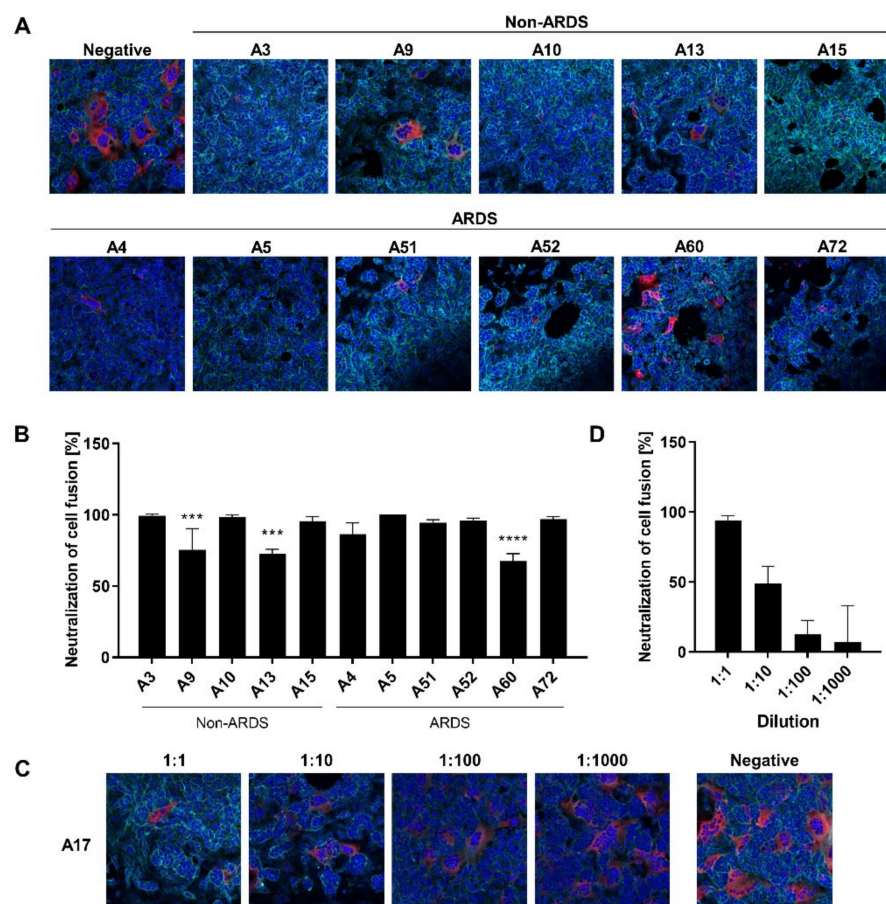 A
Non-ARDS
Negative A3 A9 A10 A13 A15
ARDS
A4 A5 A51 A52 A60 A72
B
Neutralization of cell fusion [%]
150
100
50
0
*** *** ****
A3 A9 A10 A13 A15 A4 A5 A51 A52 A60 A72
Non-ARDS ARDS
D
Neutralization of cell fusion [%]
150
100
50
0
1:1 1:10 1:100 1:1000
Dilution
C
1:1 1:10 1:100 1:1000 Negative
A17